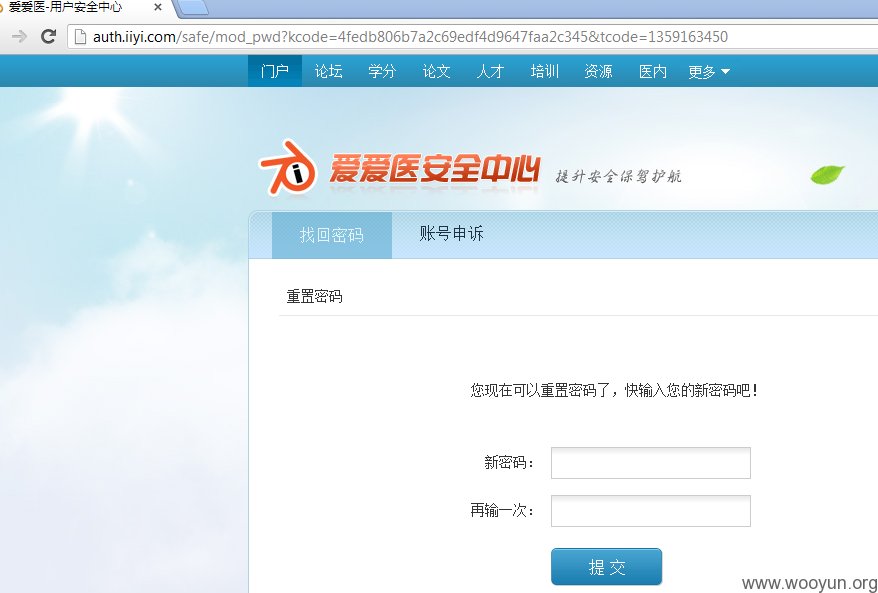 爱爱医-用户安全中心
auth.iiyi.com/safe/mod_pwd?kcode=4fedb806b7a2c69edf4d9647faa2c345&tcode=1359163450
门户 论坛 学分 论文 人才 培训 资源 医内 更多
爱爱医安全中心 提升安全保驾护航
找回密码 账号申诉
重置密码
您现在可以重置密码了，快输入您的新密码吧！
新密码：
再输一次：
提 交
www.wooyun.org